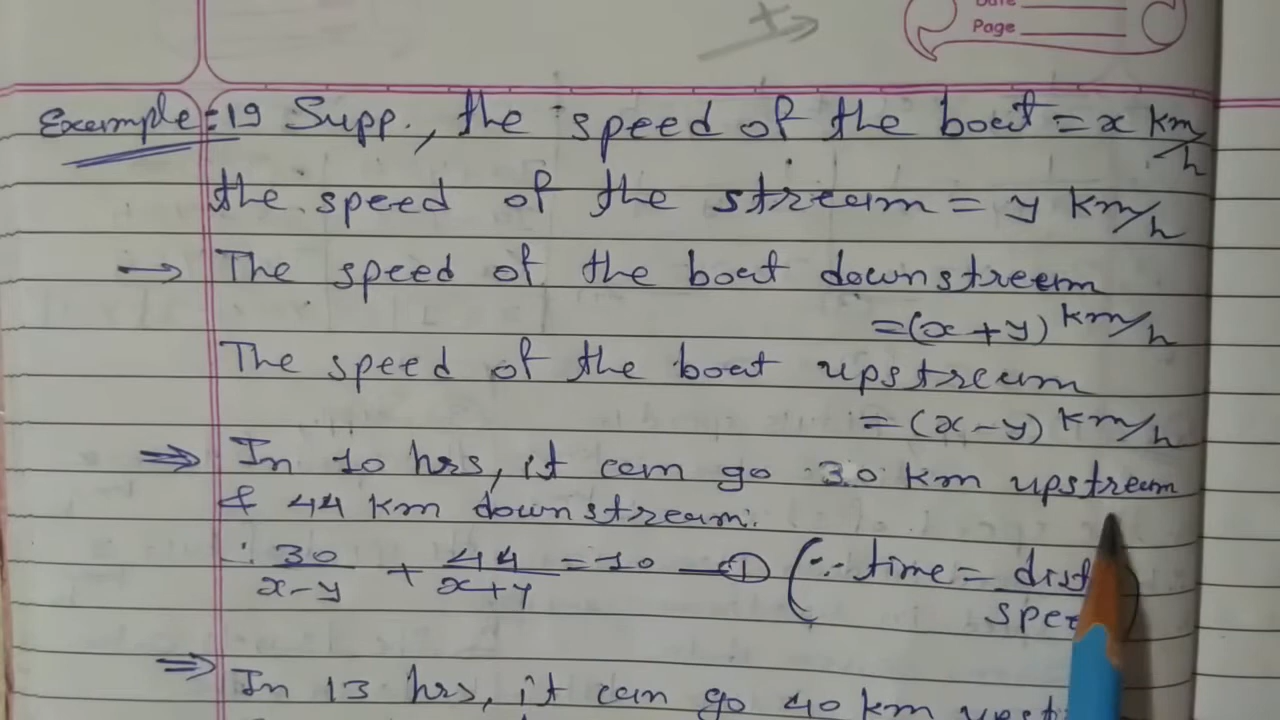 Date
Page
Example:-19 Supp., the speed of the boat = x km/h
the speed of the stream = y km/h
→ The speed of the boat downstream
= (x+y) km/h
The speed of the boat upstream
= (x-y) km/h
⇒ In 10 hrs, it can go 30 km upstream
& 44 km downstream.
∴ 30/(x-y) + 44/(x+y) = 10 — ① (∵ time = dist/spe
⇒ In 13 hrs, it can go 40 km upst